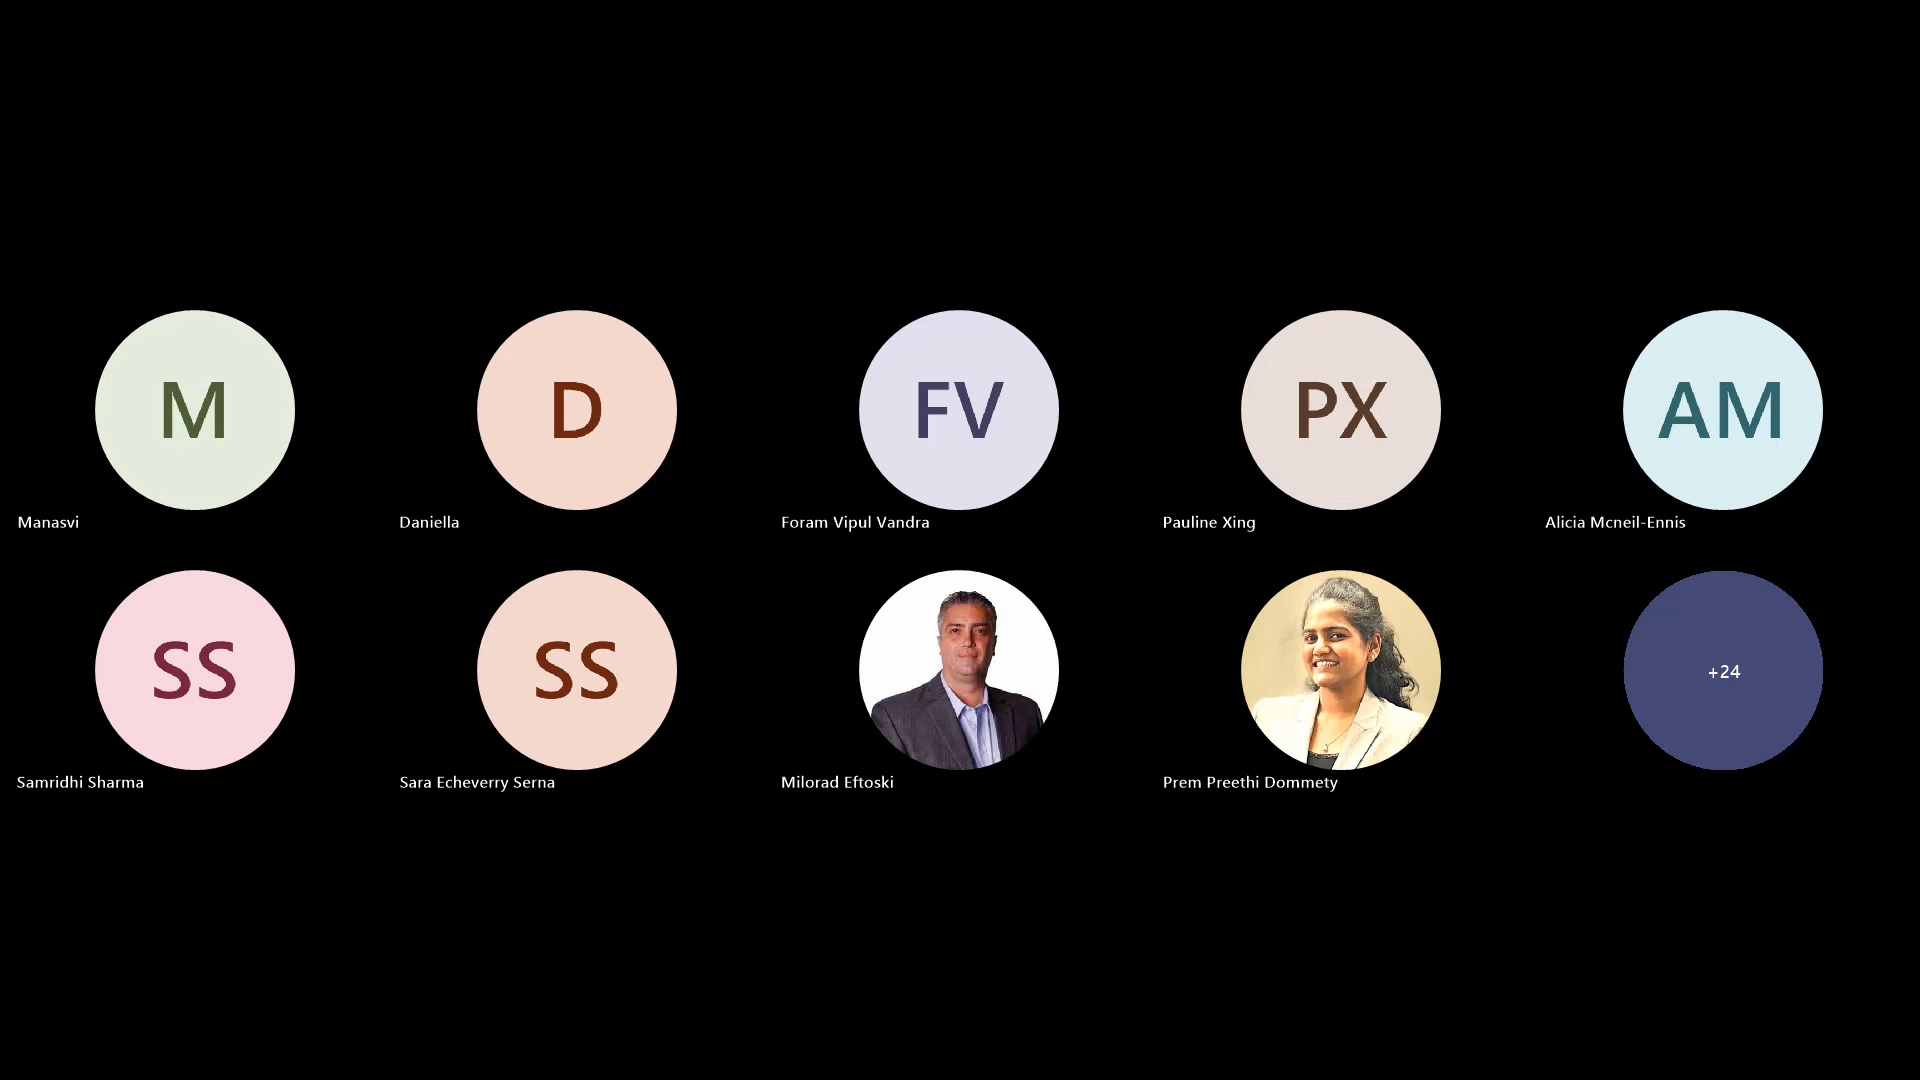 M
D
FV
PX
AM
Manasvi
Daniella
Foram Vipul Vandra
Pauline Xing
Alicia Mcneil-Ennis
SS
SS
+24
Samridhi Sharma
Sara Echeverry Serna
Milorad Eftoski
Prem Preethi Dommety